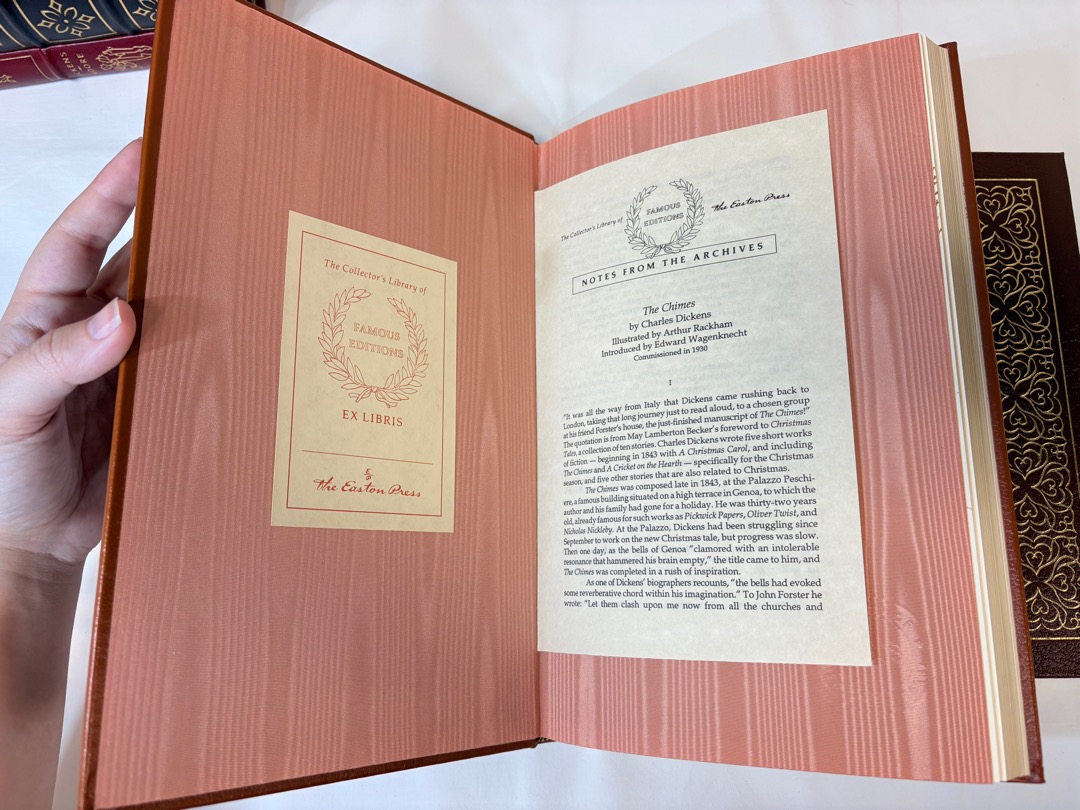 KENS
MORE
The Collector's Library of
FAMOUS
EDITIONS
EX LIBRIS
The Easton Press
The Collector's Library of
FAMOUS
EDITIONS
The Easton Press
NOTES FROM THE ARCHIVES
The Chimes
by Charles Dickens
Illustrated by Arthur Rackham
Introduced by Edward Wagenknecht
Commissioned in 1930
I
"It was all the way from Italy that Dickens came rushing back to
London, taking that long journey just to read aloud, to a chosen group
at his friend Forster's house, the just-finished manuscript of The Chimes!"
The quotation is from May Lamberton Becker's foreword to Christmas
Tales, a collection of ten stories. Charles Dickens wrote five short works
of fiction — beginning in 1843 with A Christmas Carol, and including
The Chimes and A Cricket on the Hearth — specifically for the Christmas
season, and five other stories that are also related to Christmas.
The Chimes was composed late in 1843, at the Palazzo Peschi-
ere, a famous building situated on a high terrace in Genoa, to which the
author and his family had gone for a holiday. He was thirty-two years
old, already famous for such works as Pickwick Papers, Oliver Twist, and
Nicholas Nickleby. At the Palazzo, Dickens had been struggling since
September to work on the new Christmas tale, but progress was slow.
Then one day, as the bells of Genoa "clamored with an intolerable
resonance that hammered his brain empty," the title came to him, and
The Chimes was completed in a rush of inspiration.
As one of Dickens' biographers recounts, "the bells had evoked
some reverberative chord within his imagination." To John Forster he
wrote: "Let them clash upon me now from all the churches and